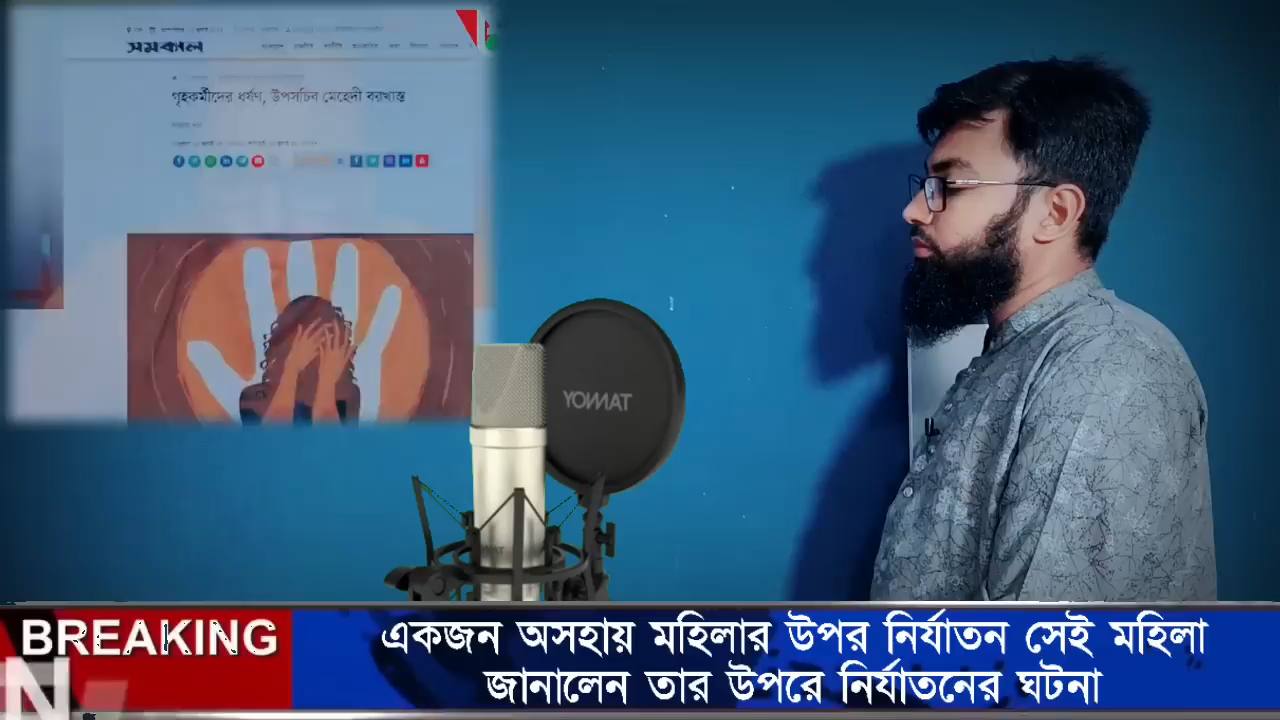 সমকাল
গৃহকর্মীদের ধর্ষণ, উপসচিব মেহেদী বরখাস্ত
YOMAT
BREAKING
N
একজন অসহায় মহিলার উপর নির্যাতন সেই মহিলা
জানালেন তার উপরে নির্যাতনের ঘটনা